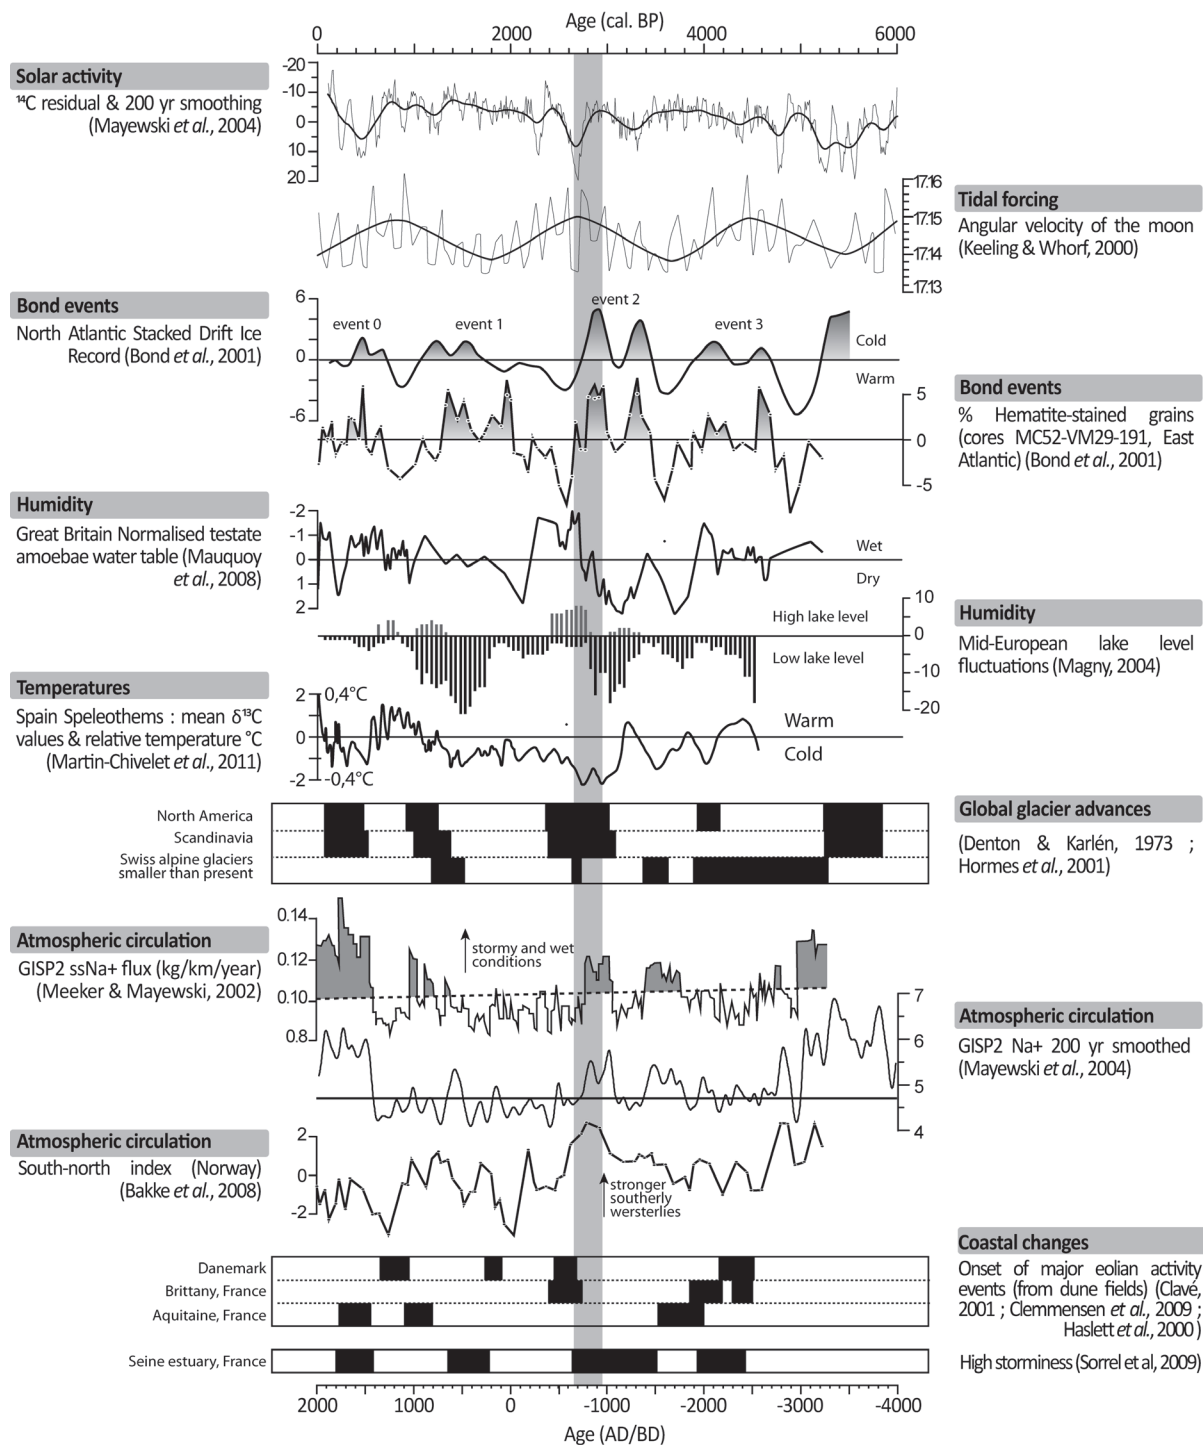 Age (cal. BP)
0 2000 4000 6000
Solar activity
¹⁴C residual & 200 yr smoothing
(Mayewski et al., 2004)
-20
-10
0
10
20
17.16
17.15
17.14
17.13
Tidal forcing
Angular velocity of the moon
(Keeling & Whorf, 2000)
Bond events
North Atlantic Stacked Drift Ice
Record (Bond et al., 2001)
6
0
-6
event 0
event 1
event 2
event 3
Cold
Warm
5
0
-5
Bond events
% Hematite-stained grains
(cores MC52-VM29-191, East
Atlantic) (Bond et al., 2001)
Humidity
Great Britain Normalised testate
amoebae water table (Mauquoy
et al., 2008)
-2
-1
0
1
2
Wet
Dry
High lake level
Low lake level
10
0
-10
-20
Humidity
Mid-European lake level
fluctuations (Magny, 2004)
Temperatures
Spain Speleothems : mean δ¹³C
values & relative temperature °C
(Martin-Chivelet et al., 2011)
2 0,4°C
0
-2 -0,4°C
Warm
Cold
North America
Scandinavia
Swiss alpine glaciers
smaller than present
Global glacier advances
(Denton & Karlén, 1973 ;
Hormes et al., 2001)
Atmospheric circulation
GISP2 ssNa+ flux (kg/km/year)
(Meeker & Mayewski, 2002)
0.14
0.12
0.10
0.8
stormy and wet
conditions
7
6
5
4
Atmospheric circulation
GISP2 Na+ 200 yr smoothed
(Mayewski et al., 2004)
Atmospheric circulation
South-north index (Norway)
(Bakke et al., 2008)
2
0
-2
stronger
southerly
wersterlies
Danemark
Brittany, France
Aquitaine, France
Coastal changes
Onset of major eolian activity
events (from dune fields) (Clavé,
2001 ; Clemmensen et al., 2009 ;
Haslett et al., 2000 )
Seine estuary, France
High storminess (Sorrel et al, 2009)
2000 1000 0 -1000 -2000 -3000 -4000
Age (AD/BD)